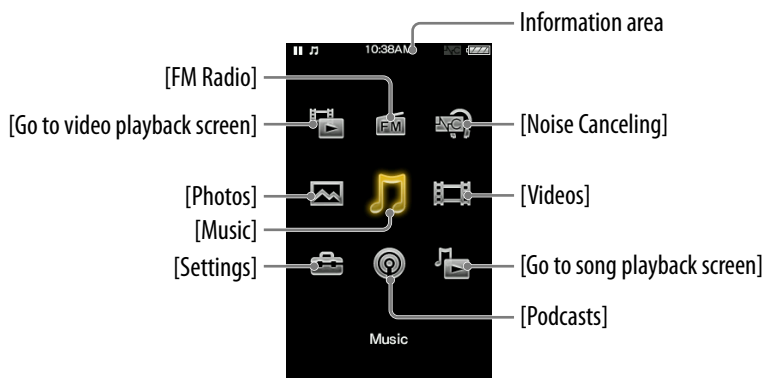 Information area
10:38AM
NC
[FM Radio]
[Go to video playback screen]
FM
NC
[Noise Canceling]
[Photos]
[Videos]
[Music]
[Settings]
[Go to song playback screen]
[Podcasts]
Music